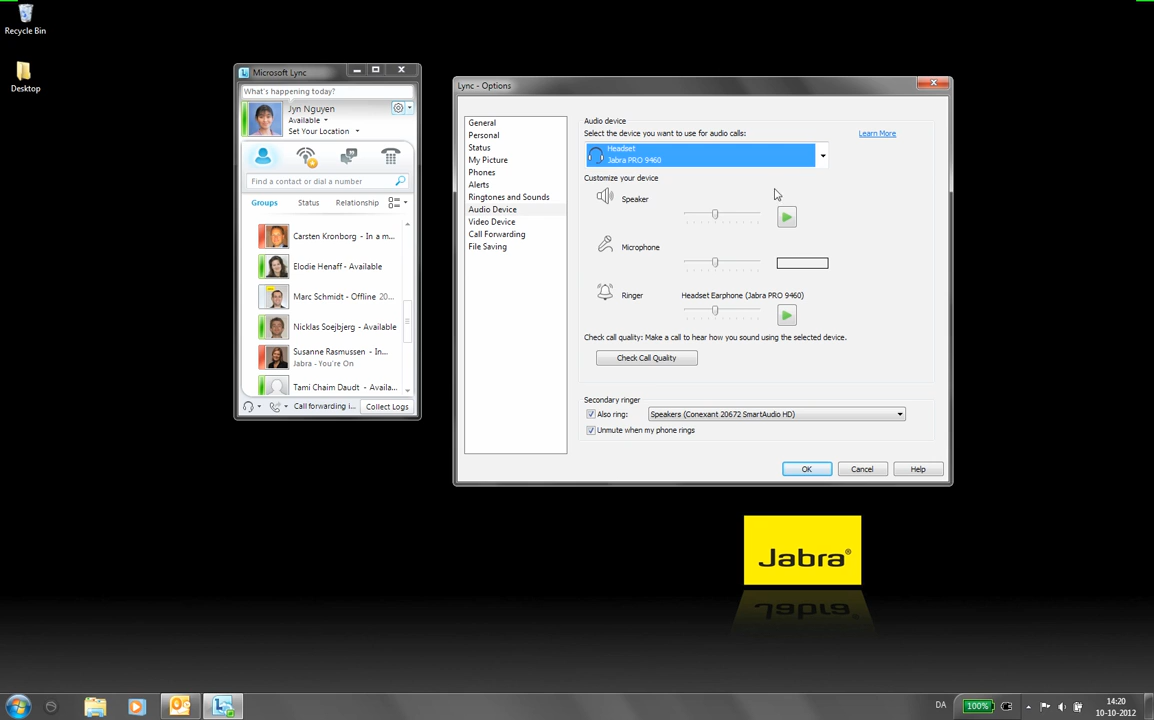 Recycle Bin
Desktop
Microsoft Lync
What's happening today?
Jyn Nguyen
Available
Set Your Location
Find a contact or dial a number
Groups
Status
Relationship
Carsten Kronborg - In a m...
Elodie Henaff - Available
Marc Schmidt - Offline 20...
Nicklas Soejbjerg - Available
Susanne Rasmussen - In...
Jabra - You're On
Tami Chaim Daudt - Availa...
Call forwarding i...
Collect Logs
Lync - Options
General
Personal
Status
My Picture
Phones
Alerts
Ringtones and Sounds
Audio Device
Video Device
Call Forwarding
File Saving
Audio device
Select the device you want to use for audio calls:
Learn More
Headset
Jabra PRO 9460
Customize your device
Speaker
Microphone
Ringer
Headset Earphone (Jabra PRO 9460)
Check call quality: Make a call to hear how you sound using the selected device.
Check Call Quality
Secondary ringer
Also ring:
Speakers (Conexant 20672 SmartAudio HD)
Unmute when my phone rings
OK
Cancel
Help
Jabra®
DA
100%
14:20
10-10-2012